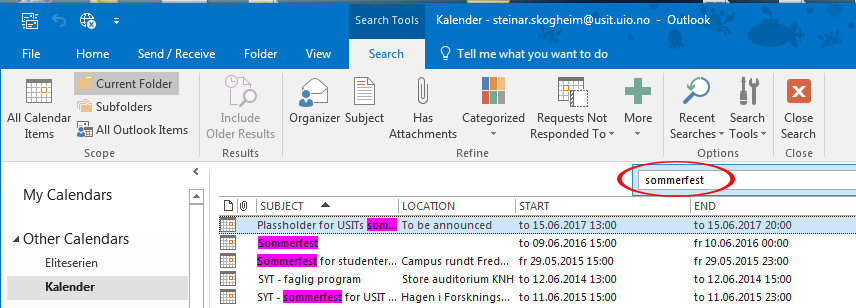 Search Tools Kalender - steinar.skogheim@usit.uio.no - Outlook
File Home Send / Receive Folder View Search Tell me what you want to do
All Calendar Items
Current Folder
Subfolders
All Outlook Items
Include Older Results
Organizer
Subject
Has Attachments
Categorized
Requests Not Responded To
More
Recent Searches
Search Tools
Close Search
Scope Results Refine Options Close
sommerfest
My Calendars
Other Calendars
Eliteserien
Kalender
SUBJECT LOCATION START END
Plassholder for USITs som... To be announced to 15.06.2017 13:00 to 15.06.2017 20:00
Sommerfest to 09.06.2016 15:00 fr 10.06.2016 00:00
Sommerfest for studenter... Campus rundt Fred... fr 29.05.2015 15:00 fr 29.05.2015 23:00
SYT - faglig program Store auditorium KNH to 12.06.2014 13:00 to 12.06.2014 15:00
SYT - sommerfest for USIT ... Hagen i Forsknings... to 11.06.2015 15:00 to 11.06.2015 23:00